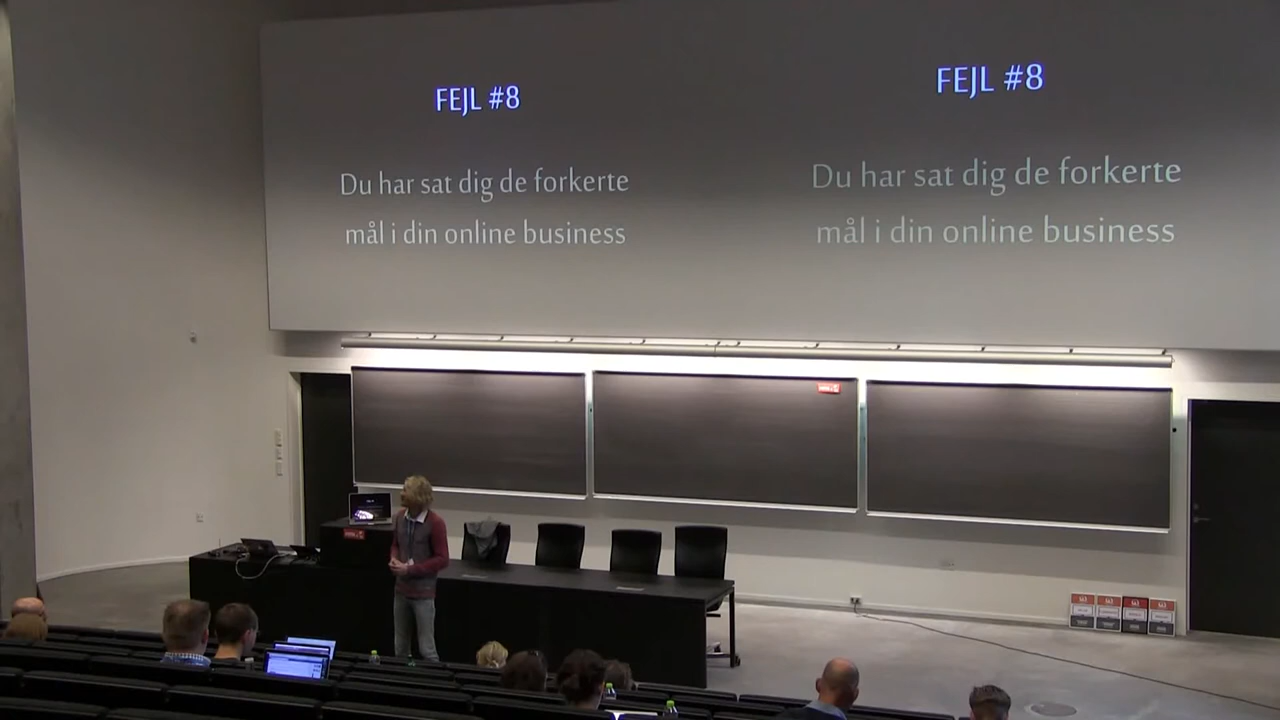 FEJL #8
Du har sat dig de forkerte
mål i din online business
FEJL #8
Du har sat dig de forkerte
mål i din online business